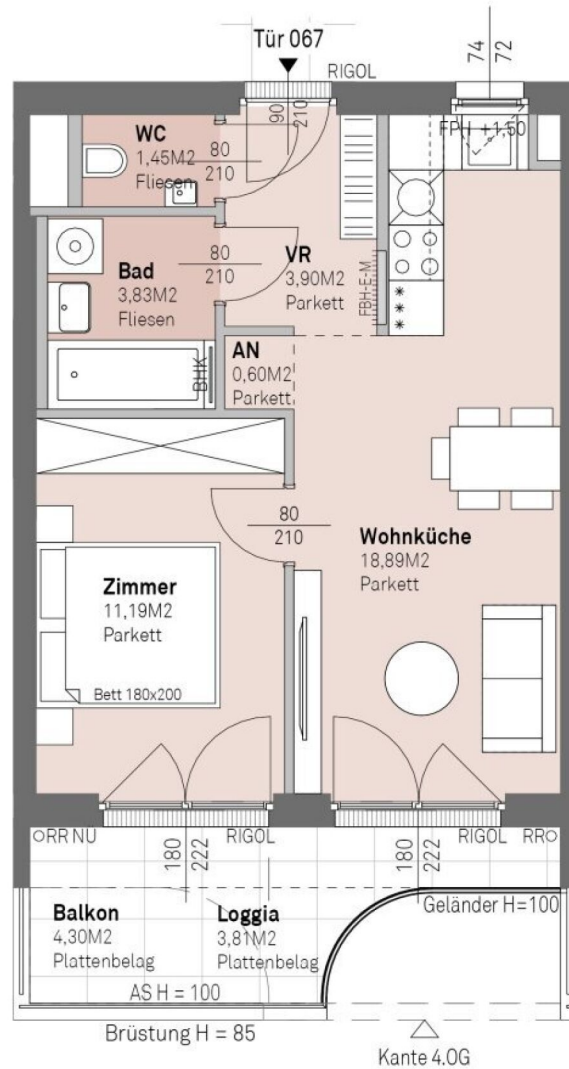 Tür 067
RIGOL
74
72
90
210
FPH +1,50
WC
1,45M2
Fliesen
80
210
Bad
3,83M2
Fliesen
80
210
VR
3,90M2
Parkett
FBH-E-M
BHK
AN
0,60M2
Parkett
80
210
Wohnküche
18,89M2
Parkett
Zimmer
11,19M2
Parkett
Bett 180x200
RR NU
180
222
RIGOL
180
222
RIGOL
RR
Balkon
4,30M2
Plattenbelag
Loggia
3,81M2
Plattenbelag
Geländer H=100
AS H = 100
Brüstung H = 85
Kante 4.OG